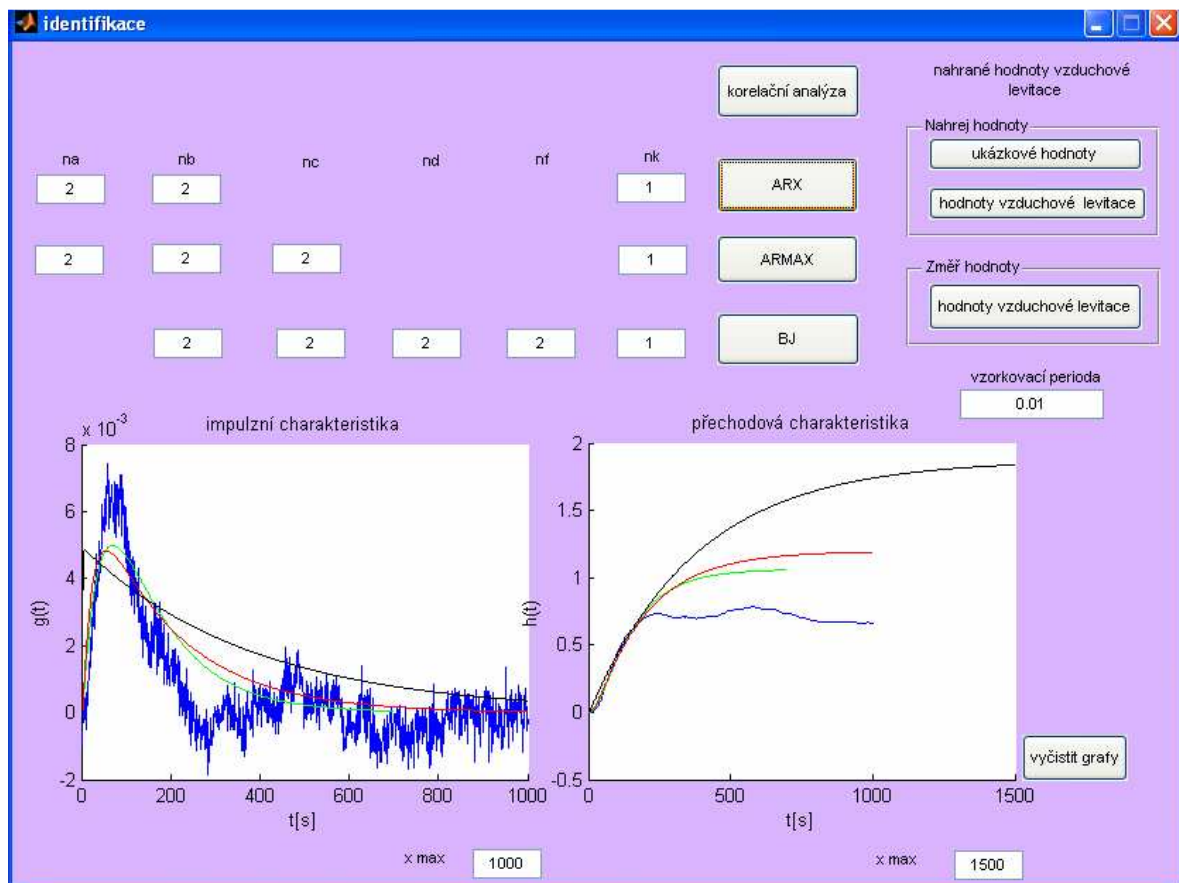 identifikace
korelační analýza
nahrané hodnoty vzduchové
levitace
Nahrej hodnoty
ukázkové hodnoty
hodnoty vzduchové levitace
na nb nc nd nf nk
2 2 1 ARX
2 2 2 1 ARMAX
Změř hodnoty
hodnoty vzduchové levitace
2 2 2 2 1 BJ
vzorkovací perioda
0.01
x 10^-3
impulzní charakteristika
8
6
4
2
0
-2
g(t)
0 200 400 600 800 1000
t[s]
x max 1000
přechodová charakteristika
2
1.5
1
0.5
0
-0.5
h(t)
0 500 1000 1500
t[s]
x max 1500
vyčistit grafy